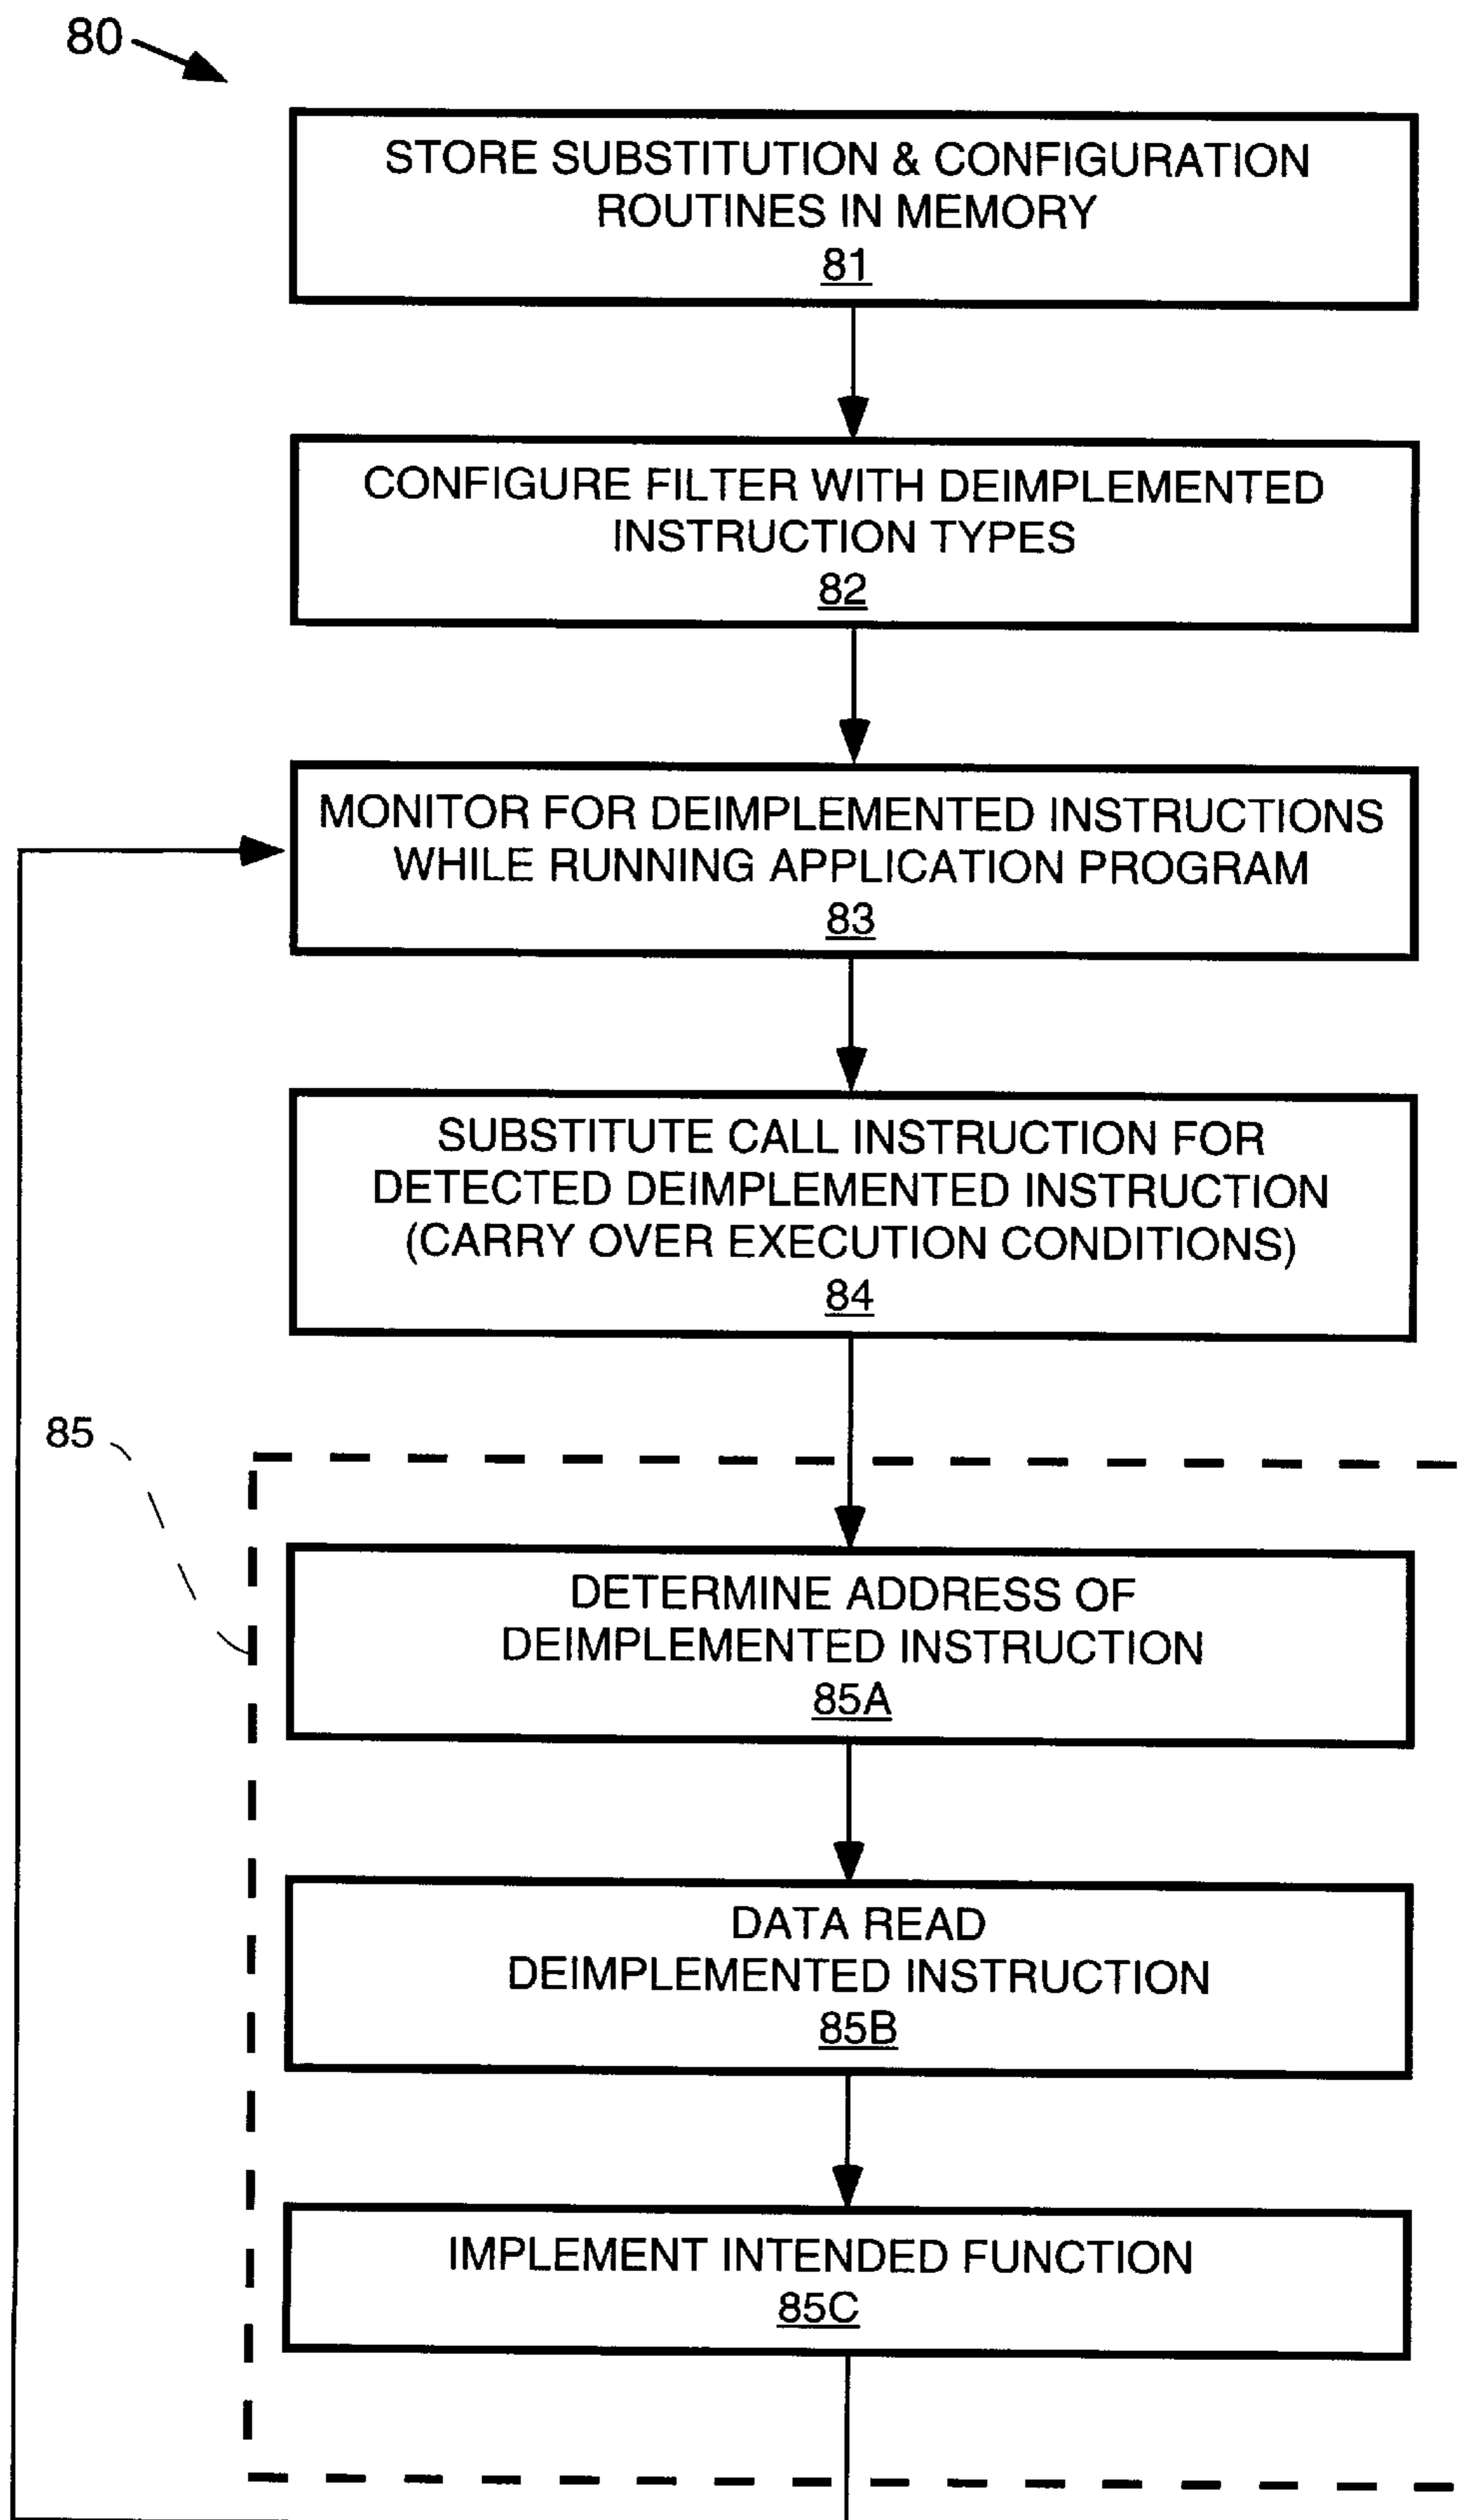 80
STORE SUBSTITUTION & CONFIGURATION
ROUTINES IN MEMORY
81
CONFIGURE FILTER WITH DEIMPLEMENTED
INSTRUCTION TYPES
82
MONITOR FOR DEIMPLEMENTED INSTRUCTIONS
WHILE RUNNING APPLICATION PROGRAM
83
SUBSTITUTE CALL INSTRUCTION FOR
DETECTED DEIMPLEMENTED INSTRUCTION
(CARRY OVER EXECUTION CONDITIONS)
84
85
DETERMINE ADDRESS OF
DEIMPLEMENTED INSTRUCTION
85A
DATA READ
DEIMPLEMENTED INSTRUCTION
85B
IMPLEMENT INTENDED FUNCTION
85C